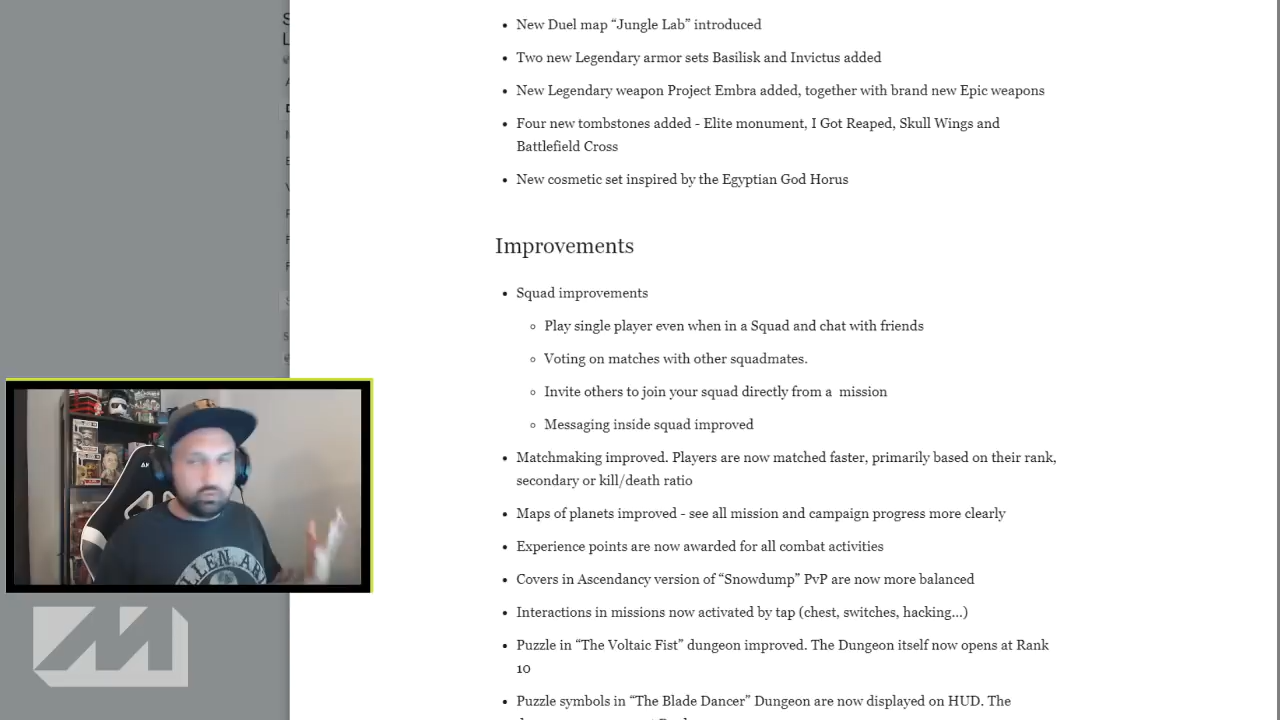 New Duel map “Jungle Lab” introduced
Two new Legendary armor sets Basilisk and Invictus added
New Legendary weapon Project Embra added, together with brand new Epic weapons
Four new tombstones added - Elite monument, I Got Reaped, Skull Wings and
Battlefield Cross
New cosmetic set inspired by the Egyptian God Horus
Improvements
Squad improvements
Play single player even when in a Squad and chat with friends
Voting on matches with other squadmates.
Invite others to join your squad directly from a  mission
Messaging inside squad improved
Matchmaking improved. Players are now matched faster, primarily based on their rank,
secondary or kill/death ratio
Maps of planets improved - see all mission and campaign progress more clearly
Experience points are now awarded for all combat activities
Covers in Ascendancy version of “Snowdump” PvP are now more balanced
Interactions in missions now activated by tap (chest, switches, hacking...)
Puzzle in “The Voltaic Fist” dungeon improved. The Dungeon itself now opens at Rank
10
Puzzle symbols in “The Blade Dancer” Dungeon are now displayed on HUD. The